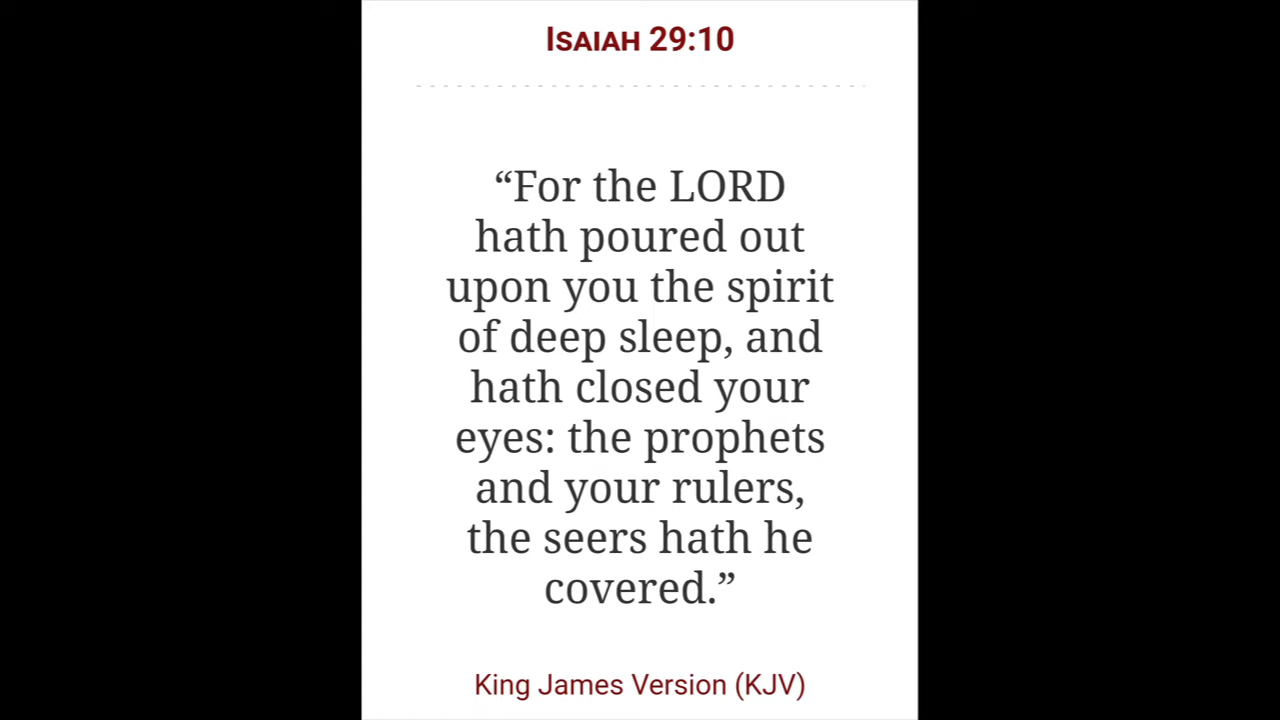 Isaiah 29:10
“For the LORD
hath poured out
upon you the spirit
of deep sleep, and
hath closed your
eyes: the prophets
and your rulers,
the seers hath he
covered.”
King James Version (KJV)